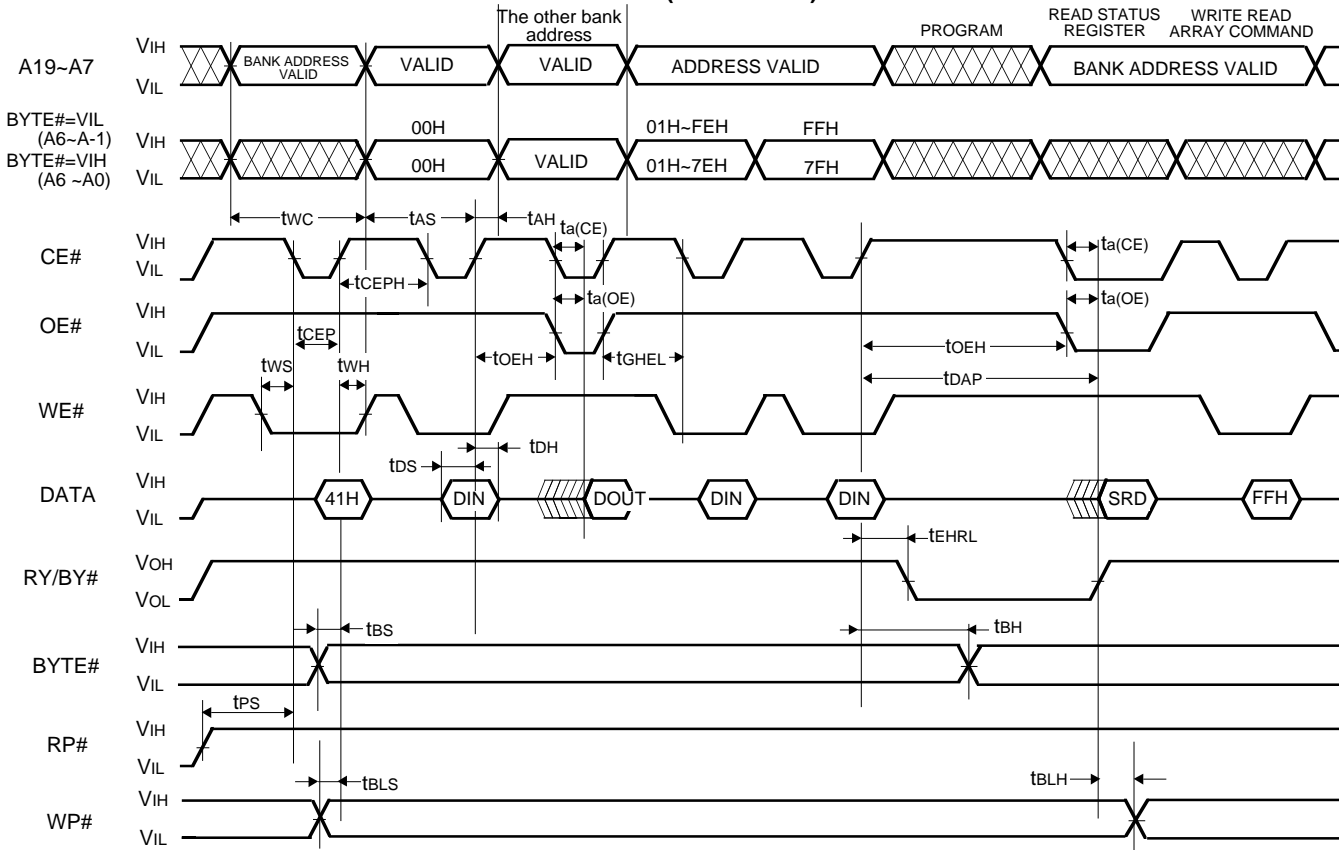 The other bank
address
PROGRAM
READ STATUS
REGISTER
WRITE READ
ARRAY COMMAND
A19~A7
VIH
VIL
BANK ADDRESS
VALID
VALID
VALID
ADDRESS VALID
BANK ADDRESS VALID
BYTE#=VIL
(A6~A-1)
BYTE#=VIH
(A6 ~A0)
VIH
VIL
00H
01H~FEH
FFH
00H
VALID
01H~7EH
7FH
tWC
tAS
tAH
CE#
VIH
VIL
ta(CE)
ta(CE)
tCEPH
OE#
VIH
VIL
ta(OE)
ta(OE)
tCEP
tOEH
tGHEL
tOEH
tWS
tWH
tDAP
WE#
VIH
VIL
tDS
tDH
DATA
VIH
VIL
41H
DIN
DOUT
DIN
DIN
SRD
FFH
tEHRL
RY/BY#
VOH
VOL
tBS
tBH
BYTE#
VIH
VIL
tPS
RP#
VIH
VIL
tBLS
tBLH
WP#
VIH
VIL